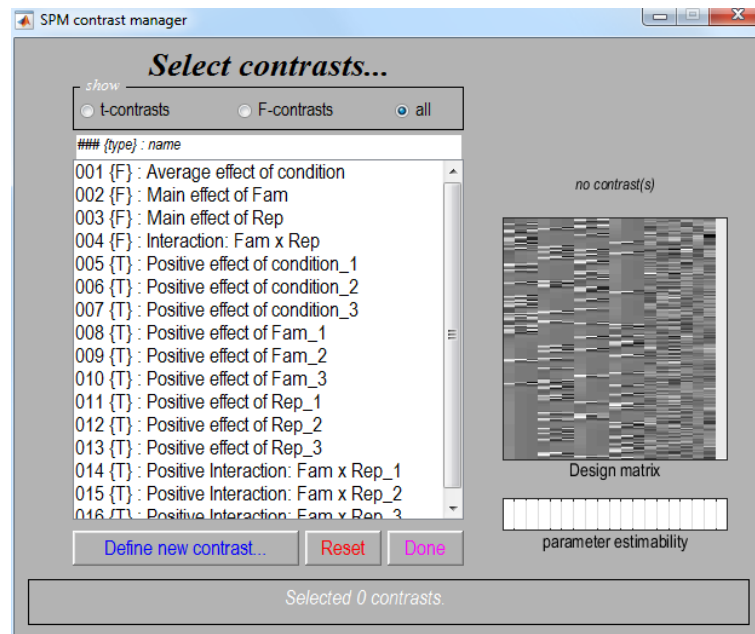 SPM contrast manager
Select contrasts...
show
t-contrasts F-contrasts all
### {type} : name
001 {F} : Average effect of condition
002 {F} : Main effect of Fam
003 {F} : Main effect of Rep
004 {F} : Interaction: Fam x Rep
005 {T} : Positive effect of condition_1
006 {T} : Positive effect of condition_2
007 {T} : Positive effect of condition_3
008 {T} : Positive effect of Fam_1
009 {T} : Positive effect of Fam_2
010 {T} : Positive effect of Fam_3
011 {T} : Positive effect of Rep_1
012 {T} : Positive effect of Rep_2
013 {T} : Positive effect of Rep_3
014 {T} : Positive Interaction: Fam x Rep_1
015 {T} : Positive Interaction: Fam x Rep_2
016 {T} : Positive Interaction: Fam x Rep_3
no contrast(s)
Design matrix
parameter estimability
Define new contrast... Reset Done
Selected 0 contrasts.